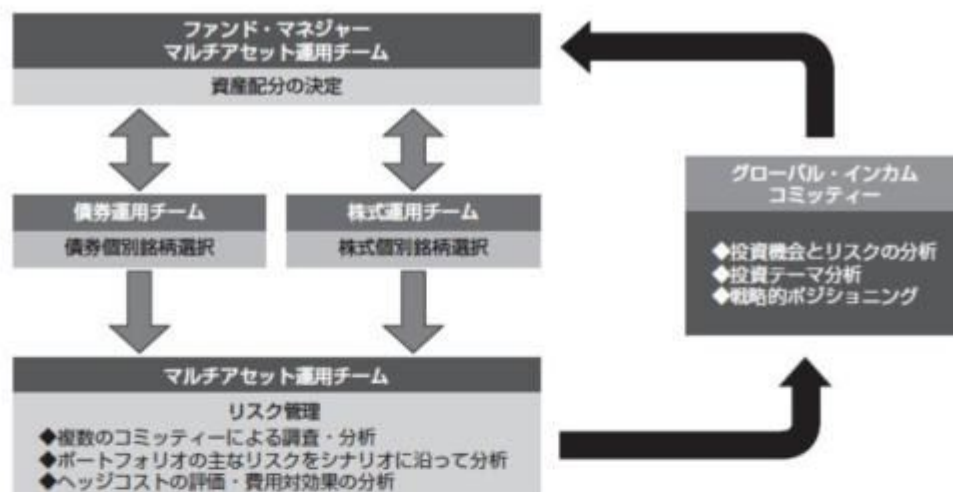 ファンド・マネジャー
マルチアセット運用チーム
資産配分の決定
債券運用チーム
債券個別銘柄選択
株式運用チーム
株式個別銘柄選択
マルチアセット運用チーム
リスク管理
◆複数のコミッティーによる調査・分析
◆ポートフォリオの主なリスクをシナリオに沿って分析
◆ヘッジコストの評価・費用対効果の分析
グローバル・インカム
コミッティー
◆投資機会とリスクの分析
◆投資テーマ分析
◆戦略的ポジショニング